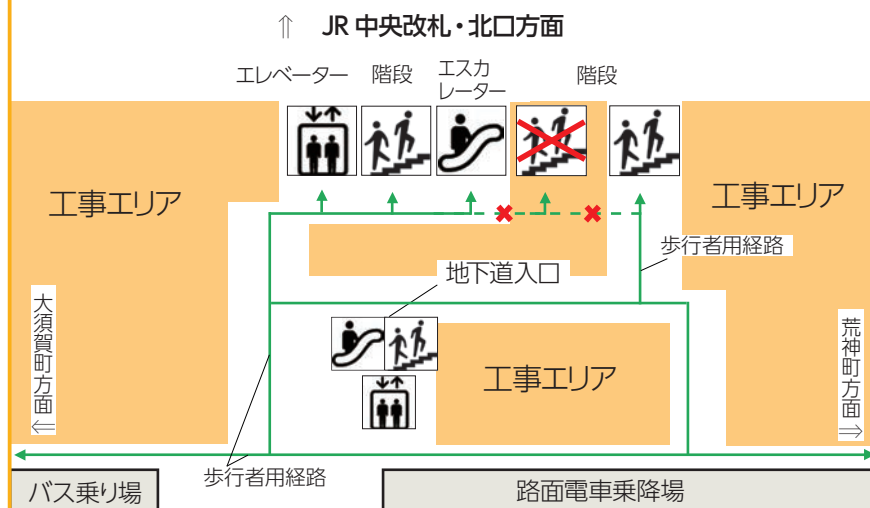 ⇑ JR 中央改札・北口方面
エレベーター
階段
エスカ
レーター
階段
工事エリア
工事エリア
歩行者用経路
地下道入口
大須賀町方面⇐
荒神町方面⇒
工事エリア
歩行者用経路
バス乗り場
路面電車乗降場